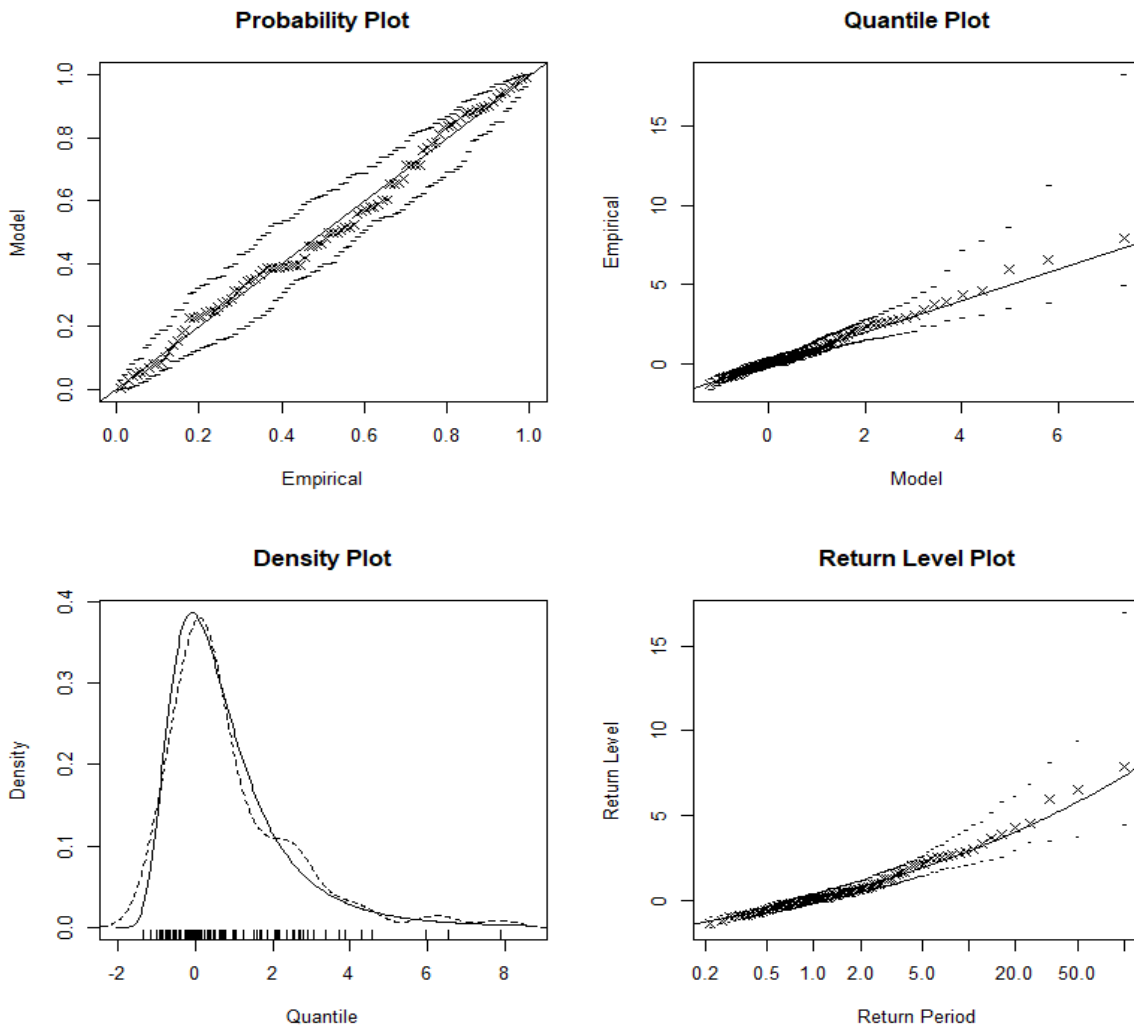 Probability Plot
Model
0.0 0.2 0.4 0.6 0.8 1.0
0.0 0.2 0.4 0.6 0.8 1.0
Empirical
Quantile Plot
Empirical
0 5 10 15
0 2 4 6
Model
Density Plot
Density
0.0 0.1 0.2 0.3 0.4
-2 0 2 4 6 8
Quantile
Return Level Plot
Return Level
0 5 10 15
0.2 0.5 1.0 2.0 5.0 20.0 50.0
Return Period